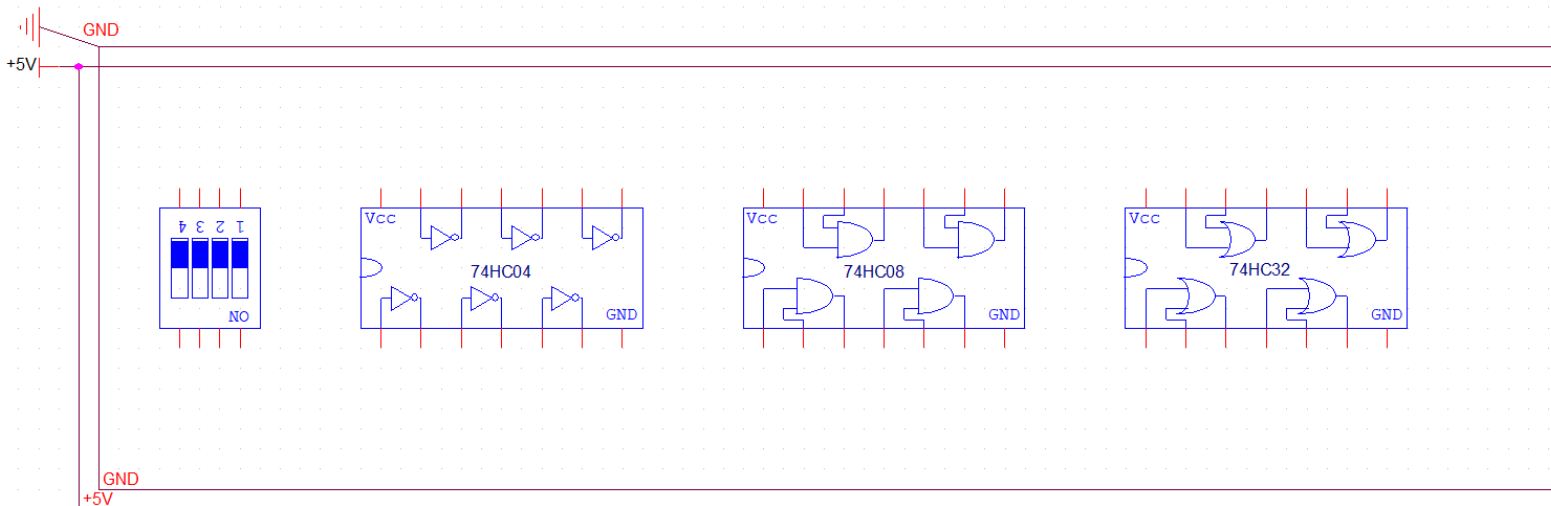 GND
+5V
4 3 2 1
ON
Vcc
74HC04
GND
Vcc
74HC08
GND
Vcc
74HC32
GND
GND
+5V